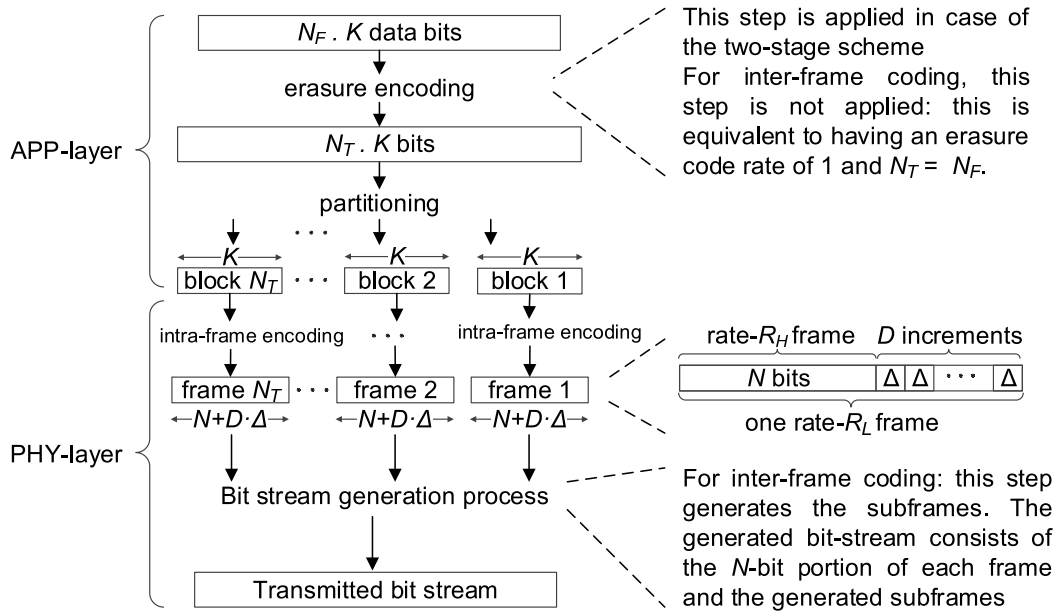 N_F . K data bits
erasure encoding
N_T . K bits
partitioning
. . .
K K K
block N_T . . . block 2 block 1
intra-frame encoding . . . intra-frame encoding
frame N_T . . . frame 2 frame 1
N+D·Δ N+D·Δ N+D·Δ
Bit stream generation process
Transmitted bit stream
APP-layer
PHY-layer
This step is applied in case of
the two-stage scheme
For inter-frame coding, this
step is not applied: this is
equivalent to having an erasure
code rate of 1 and N_T = N_F.
rate-R_H frame D increments
N bits Δ Δ . . . Δ
one rate-R_L frame
For inter-frame coding: this step
generates the subframes. The
generated bit-stream consists of
the N-bit portion of each frame
and the generated subframes